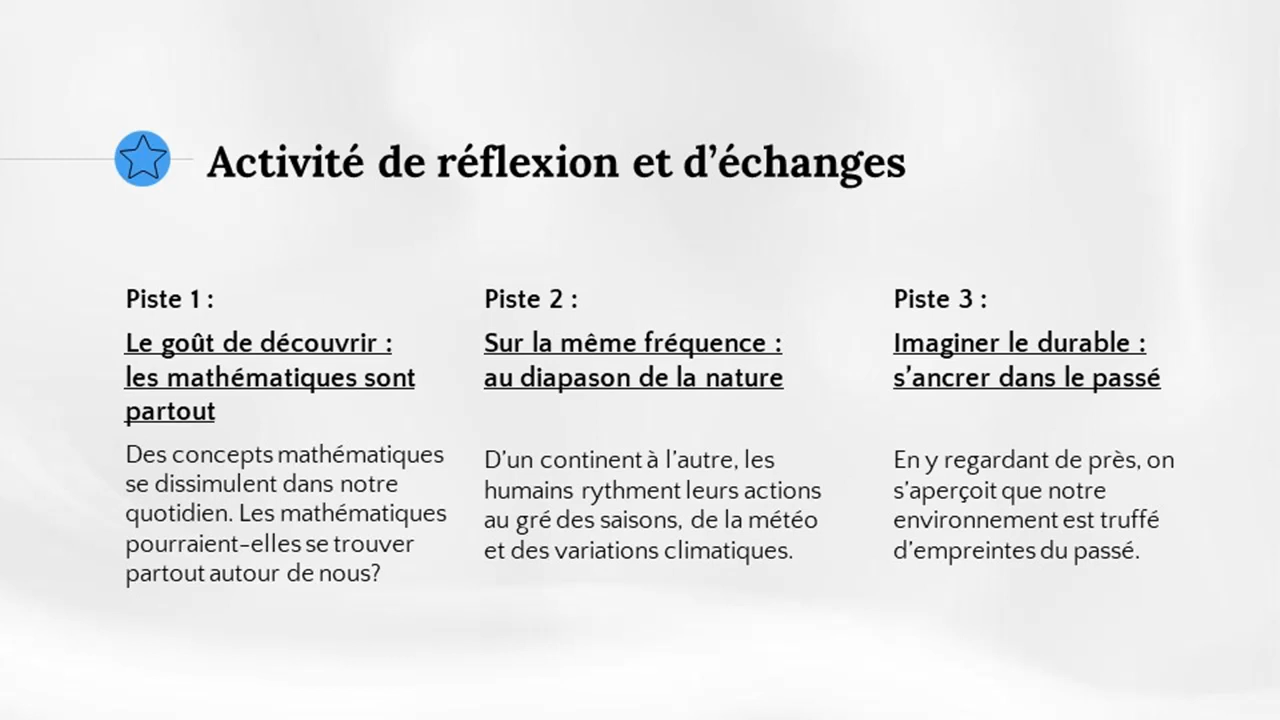 Activité de réflexion et d’échanges
Piste 1 :
Le goût de découvrir :
les mathématiques sont
partout
Des concepts mathématiques
se dissimulent dans notre
quotidien. Les mathématiques
pourraient-elles se trouver
partout autour de nous?
Piste 2 :
Sur la même fréquence :
au diapason de la nature
D’un continent à l’autre, les
humains rythment leurs actions
au gré des saisons, de la météo
et des variations climatiques.
Piste 3 :
Imaginer le durable :
s’ancrer dans le passé
En y regardant de près, on
s’aperçoit que notre
environnement est truffé
d’empreintes du passé.